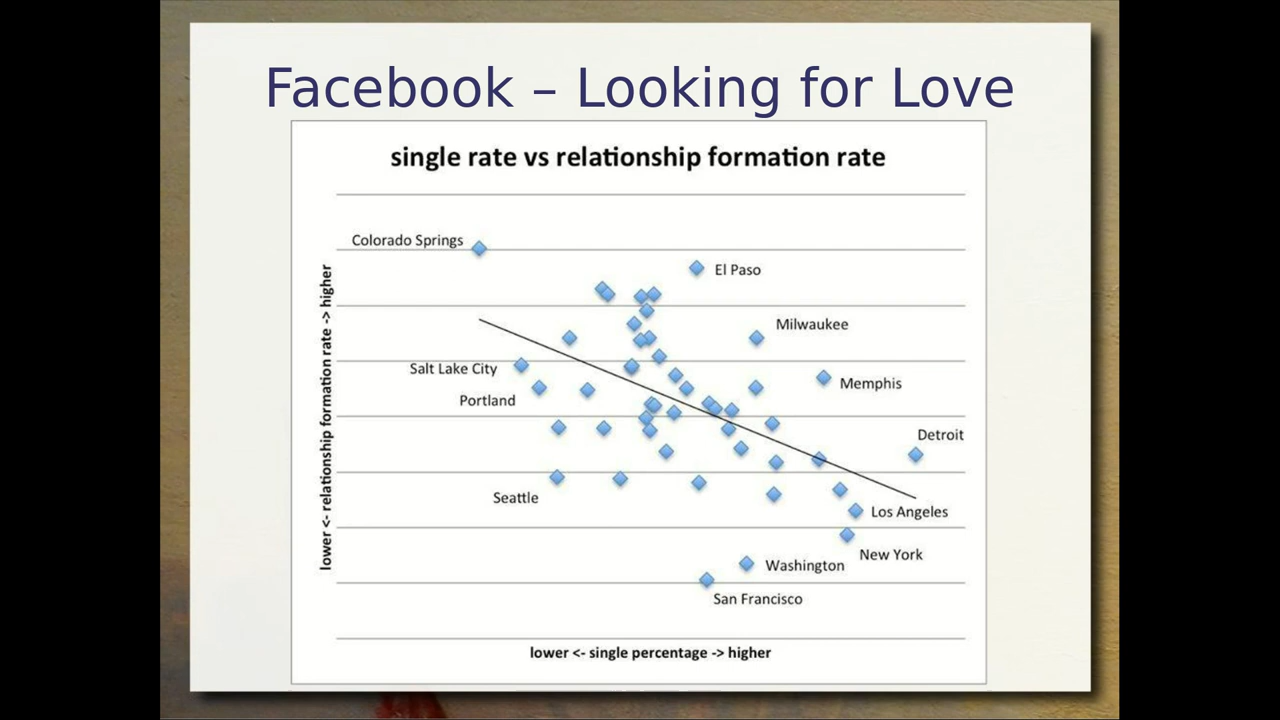 Facebook – Looking for Love
single rate vs relationship formation rate
lower <- relationship formation rate -> higher
Colorado Springs
El Paso
Milwaukee
Salt Lake City
Memphis
Portland
Detroit
Seattle
Los Angeles
New York
Washington
San Francisco
lower <- single percentage -> higher